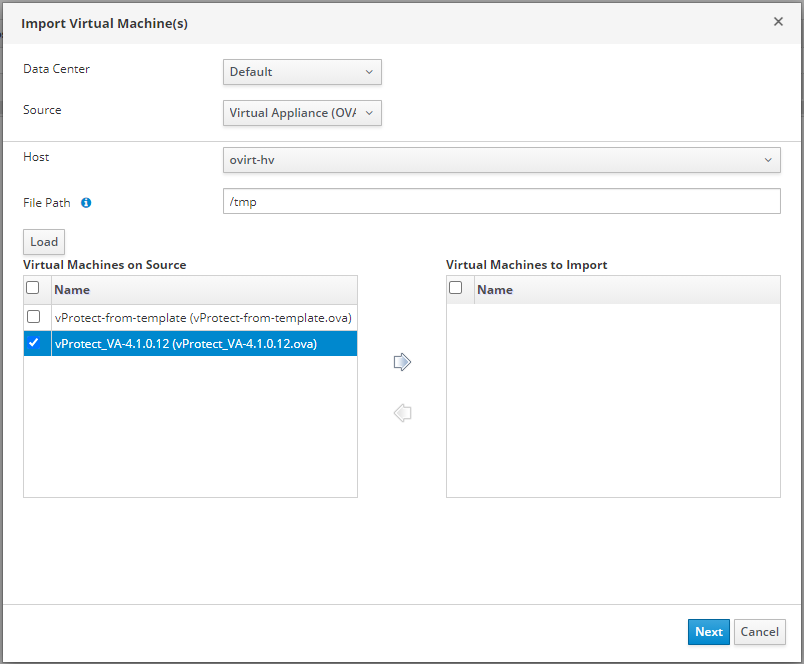 Import Virtual Machine(s)
Data Center
Default
Source
Virtual Appliance (OVA
Host
ovirt-hv
File Path
/tmp
Load
Virtual Machines on Source
Name
vProtect-from-template (vProtect-from-template.ova)
vProtect_VA-4.1.0.12 (vProtect_VA-4.1.0.12.ova)
Virtual Machines to Import
Name
Next
Cancel